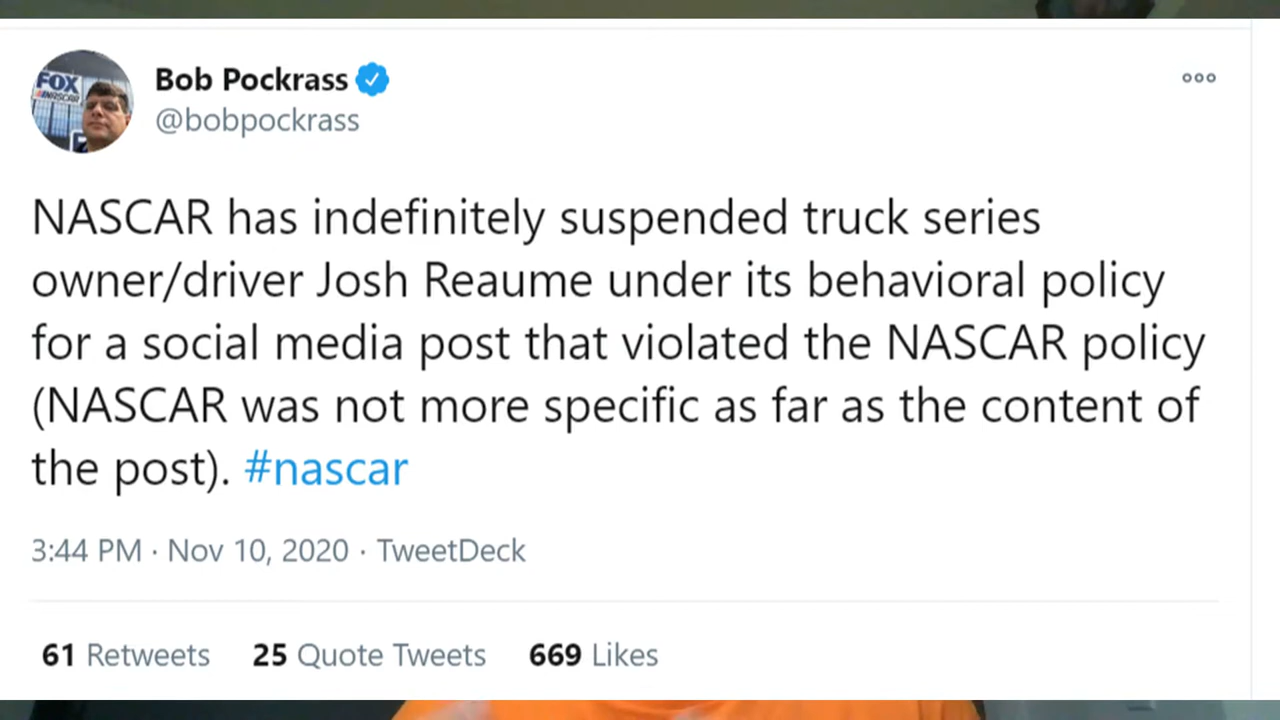 FOX
NASCAR
Bob Pockrass
@bobpockrass
NASCAR has indefinitely suspended truck series
owner/driver Josh Reaume under its behavioral policy
for a social media post that violated the NASCAR policy
(NASCAR was not more specific as far as the content of
the post). #nascar
3:44 PM · Nov 10, 2020 · TweetDeck
61 Retweets 25 Quote Tweets 669 Likes